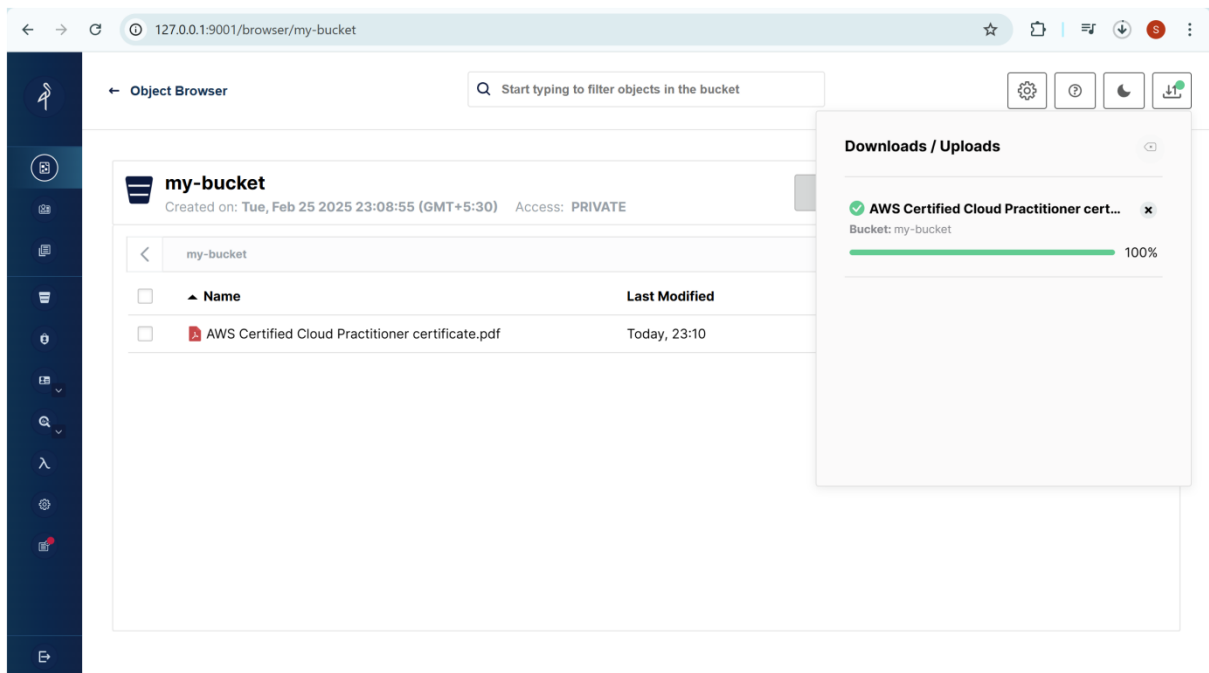 127.0.0.1:9001/browser/my-bucket
S
← Object Browser
Start typing to filter objects in the bucket
Downloads / Uploads
my-bucket
Created on: Tue, Feb 25 2025 23:08:55 (GMT+5:30) Access: PRIVATE
AWS Certified Cloud Practitioner cert...
Bucket: my-bucket
100%
my-bucket
Name Last Modified
AWS Certified Cloud Practitioner certificate.pdf Today, 23:10